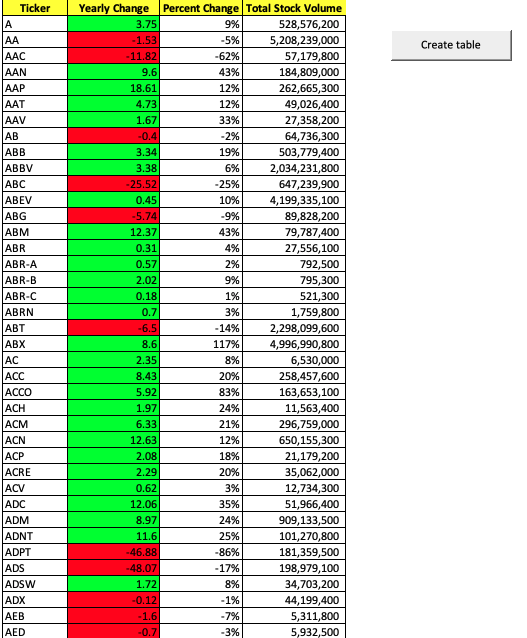 Ticker Yearly Change Percent Change Total Stock Volume
A 3.75 9% 528,576,200
Create table
AA -1.53 -5% 5,208,239,000
AAC -11.82 -62% 57,179,800
AAN 9.6 43% 184,809,000
AAP 18.61 12% 262,665,300
AAT 4.73 12% 49,026,400
AAV 1.67 33% 27,358,200
AB -0.4 -2% 64,736,300
ABB 3.34 19% 503,779,400
ABBV 3.38 6% 2,034,231,800
ABC -25.52 -25% 647,239,900
ABEV 0.45 10% 4,199,335,100
ABG -5.74 -9% 89,828,200
ABM 12.37 43% 79,787,400
ABR 0.31 4% 27,556,100
ABR-A 0.57 2% 792,500
ABR-B 2.02 9% 795,300
ABR-C 0.18 1% 521,300
ABRN 0.7 3% 1,759,800
ABT -6.5 -14% 2,298,099,600
ABX 8.6 117% 4,996,990,800
AC 2.35 8% 6,530,000
ACC 8.43 20% 258,457,600
ACCO 5.92 83% 163,653,100
ACH 1.97 24% 11,563,400
ACM 6.33 21% 296,759,000
ACN 12.63 12% 650,155,300
ACP 2.08 18% 21,179,200
ACRE 2.29 20% 35,062,000
ACV 0.62 3% 12,734,300
ADC 12.06 35% 51,966,400
ADM 8.97 24% 909,133,500
ADNT 11.6 25% 101,270,800
ADPT -46.88 -86% 181,359,500
ADS -48.07 -17% 198,979,100
ADSW 1.72 8% 34,703,200
ADX -0.12 -1% 44,199,400
AEB -1.6 -7% 5,311,800
AED -0.7 -3% 5,932,500